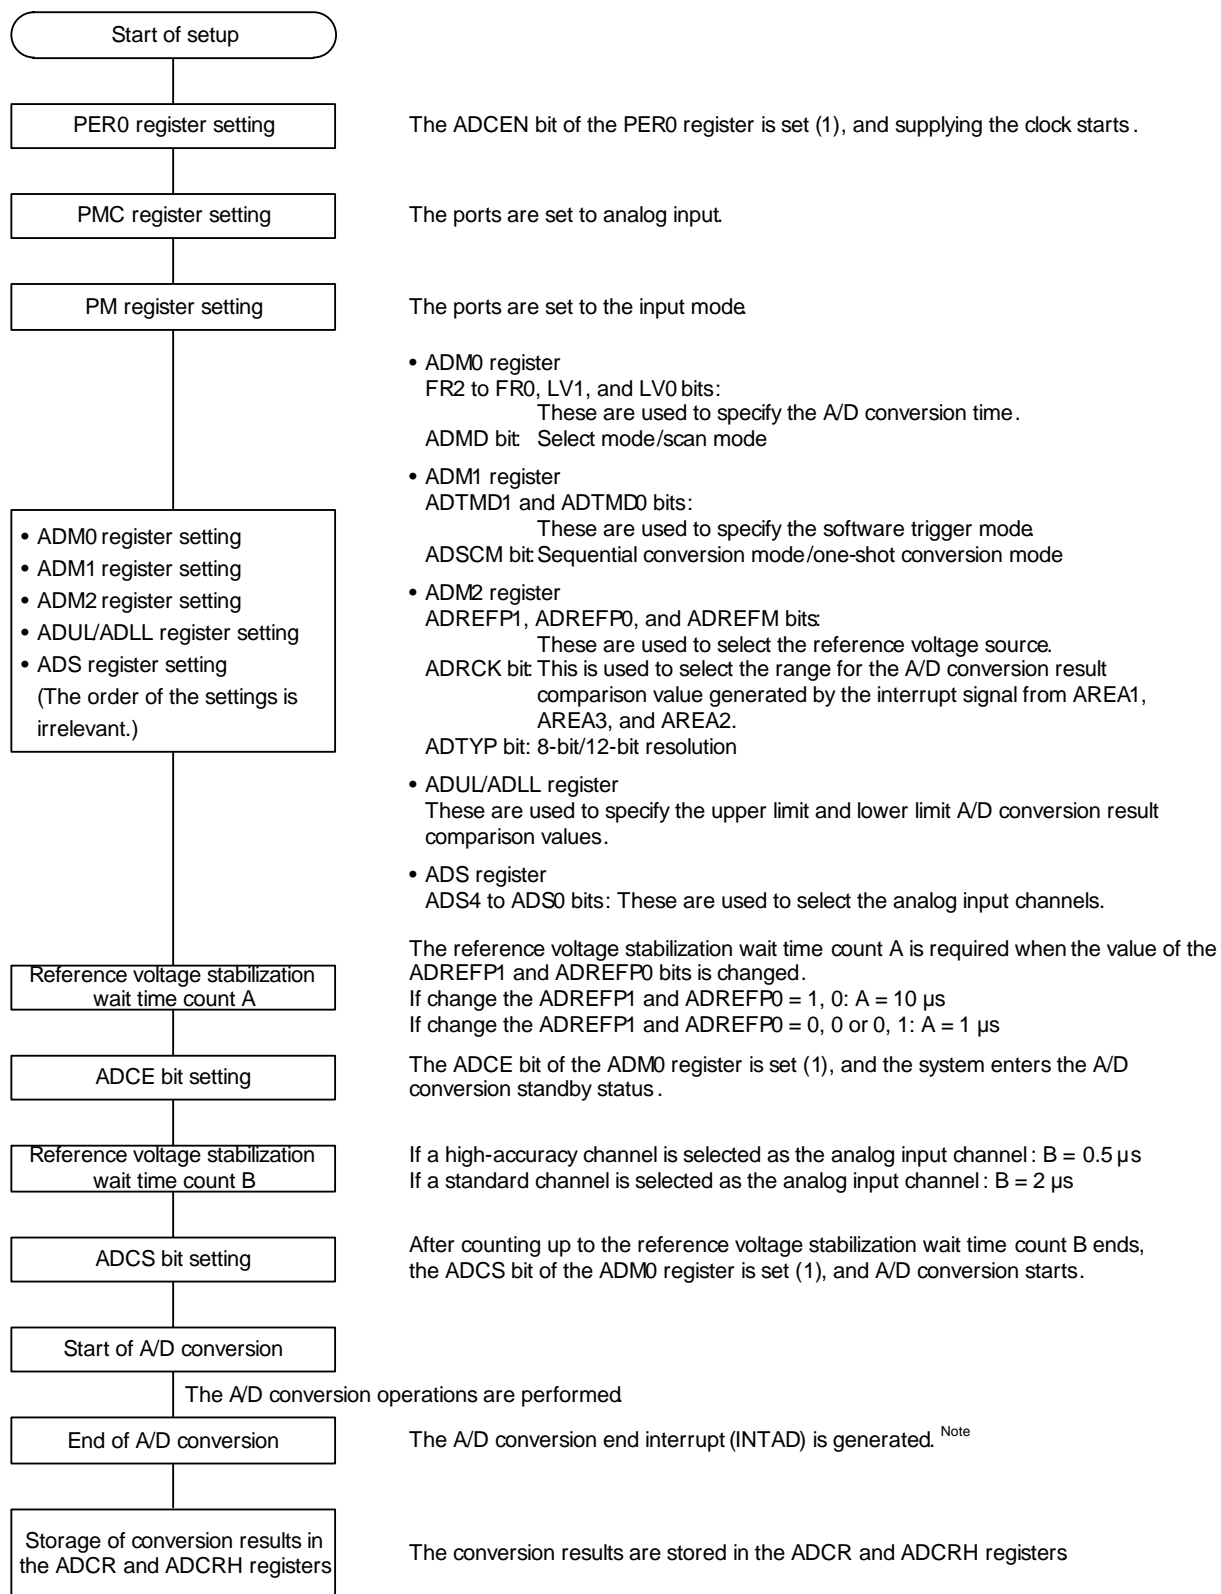 Start of setup
PER0 register setting
The ADCEN bit of the PER0 register is set (1), and supplying the clock starts.
PMC register setting
The ports are set to analog input.
PM register setting
The ports are set to the input mode.
• ADM0 register
FR2 to FR0, LV1, and LV0 bits:
These are used to specify the A/D conversion time.
ADMD bit: Select mode/scan mode
• ADM1 register
ADTMD1 and ADTMD0 bits:
These are used to specify the software trigger mode.
ADSCM bit: Sequential conversion mode/one-shot conversion mode
• ADM2 register
ADREFP1, ADREFP0, and ADREFM bits:
These are used to select the reference voltage source.
ADRCK bit: This is used to select the range for the A/D conversion result
comparison value generated by the interrupt signal from AREA1,
AREA3, and AREA2.
ADTYP bit: 8-bit/12-bit resolution
• ADUL/ADLL register
These are used to specify the upper limit and lower limit A/D conversion result
comparison values.
• ADS register
ADS4 to ADS0 bits: These are used to select the analog input channels.
• ADM0 register setting
• ADM1 register setting
• ADM2 register setting
• ADUL/ADLL register setting
• ADS register setting
(The order of the settings is
irrelevant.)
Reference voltage stabilization
wait time count A
The reference voltage stabilization wait time count A is required when the value of the
ADREFP1 and ADREFP0 bits is changed.
If change the ADREFP1 and ADREFP0 = 1, 0: A = 10 µs
If change the ADREFP1 and ADREFP0 = 0, 0 or 0, 1: A = 1 µs
ADCE bit setting
The ADCE bit of the ADM0 register is set (1), and the system enters the A/D
conversion standby status.
Reference voltage stabilization
wait time count B
If a high-accuracy channel is selected as the analog input channel: B = 0.5 µs
If a standard channel is selected as the analog input channel: B = 2 µs
ADCS bit setting
After counting up to the reference voltage stabilization wait time count B ends,
the ADCS bit of the ADM0 register is set (1), and A/D conversion starts.
Start of A/D conversion
The A/D conversion operations are performed.
End of A/D conversion
The A/D conversion end interrupt (INTAD) is generated. Note
Storage of conversion results in
the ADCR and ADCRH registers
The conversion results are stored in the ADCR and ADCRH registers